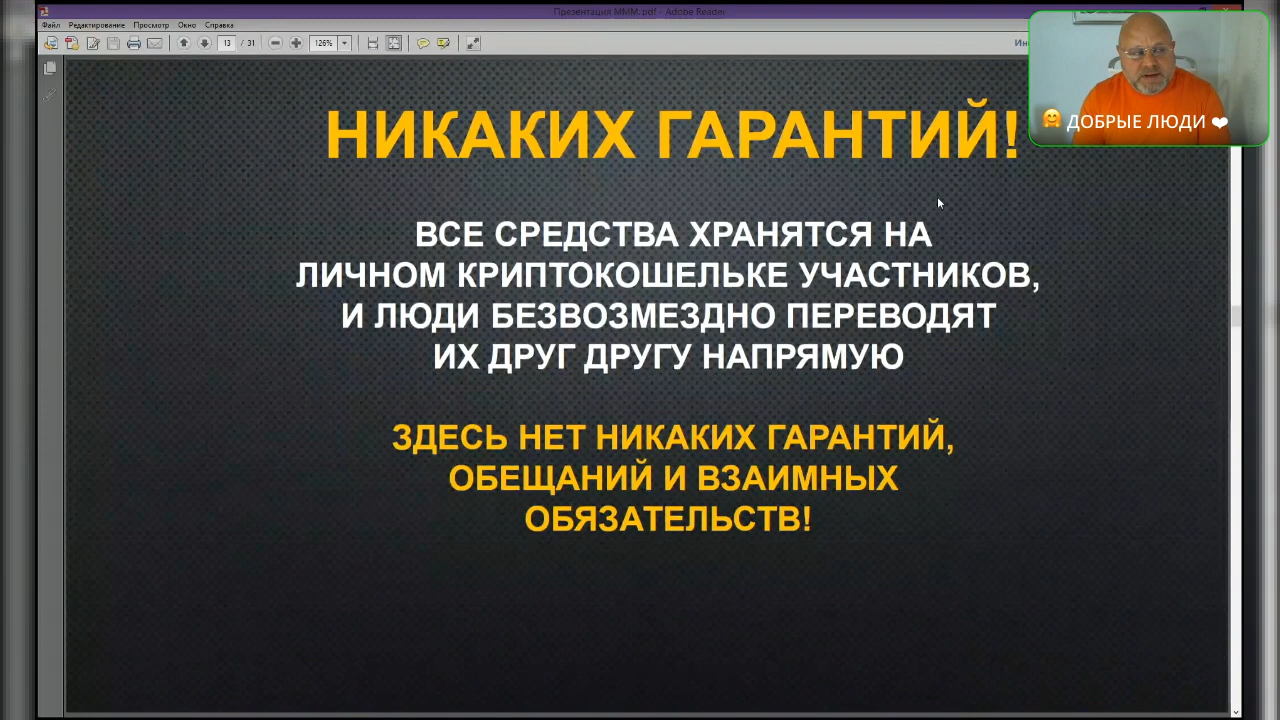 Презентация МММ.pdf - Adobe Reader
Файл Редактирование Просмотр Окно Справка
13 / 31 126%
🤗 ДОБРЫЕ ЛЮДИ ❤
НИКАКИХ ГАРАНТИЙ!
ВСЕ СРЕДСТВА ХРАНЯТСЯ НА
ЛИЧНОМ КРИПТОКОШЕЛЬКЕ УЧАСТНИКОВ,
И ЛЮДИ БЕЗВОЗМЕЗДНО ПЕРЕВОДЯТ
ИХ ДРУГ ДРУГУ НАПРЯМУЮ
ЗДЕСЬ НЕТ НИКАКИХ ГАРАНТИЙ,
ОБЕЩАНИЙ И ВЗАИМНЫХ
ОБЯЗАТЕЛЬСТВ!